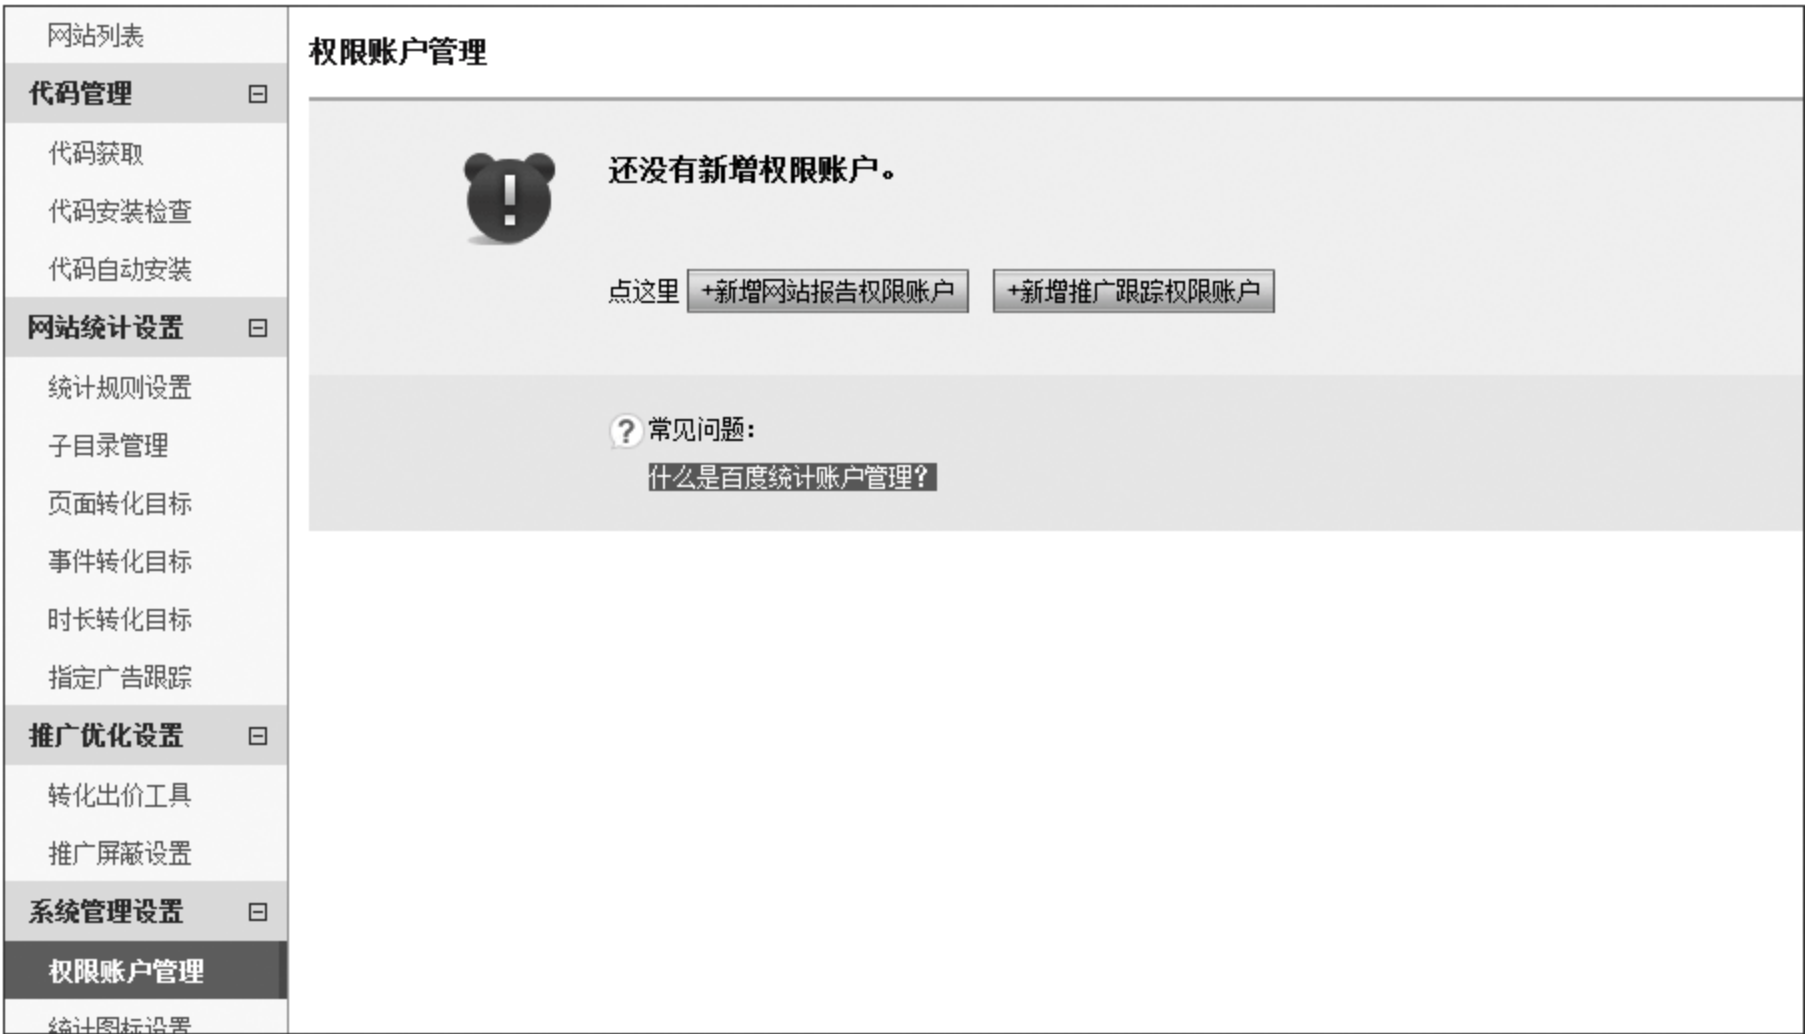 网站列表
代码管理
代码获取
代码安装检查
代码自动安装
网站统计设置
统计规则设置
子目录管理
页面转化目标
事件转化目标
时长转化目标
指定广告跟踪
推广优化设置
转化出价工具
推广屏蔽设置
系统管理设置
权限账户管理
统计图标设置
权限账户管理
还没有新增权限账户。
点这里 +新增网站报告权限账户 +新增推广跟踪权限账户
常见问题：
什么是百度统计账户管理？